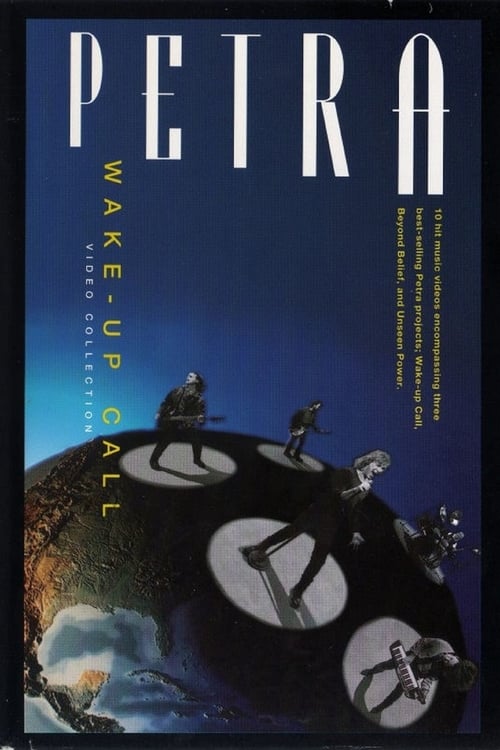 PETRA
WAKE-UP CALL
VIDEO COLLECTION
10 hit music videos encompassing three
best-selling Petra projects; Wake-up Call,
Beyond Belief, and Unseen Power.